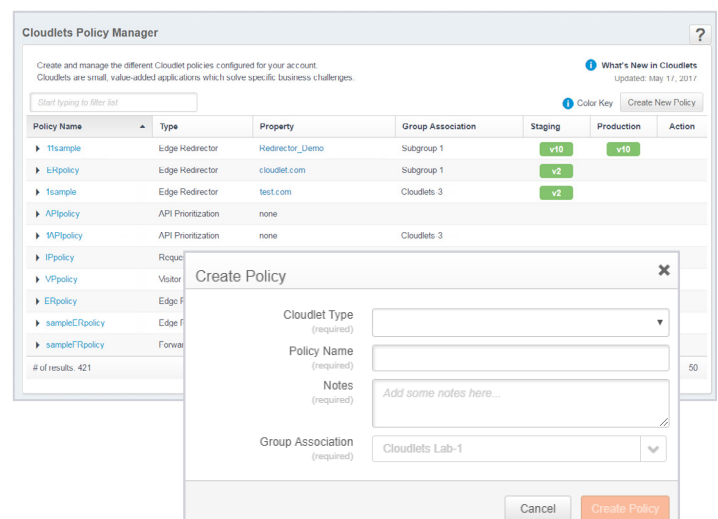 Cloudlets Policy Manager
?
Create and manage the different Cloudlet policies configured for your account.
Cloudlets are small, value-added applications which solve specific business challenges.
What's New in Cloudlets
Updated: May 17, 2017
Start typing to filter list
Color Key
Create New Policy
Policy Name Type Property Group Association Staging Production Action
11sample Edge Redirector Redirector_Demo Subgroup 1 v10 v10
ERpolicy Edge Redirector cloudlet.com Subgroup 1 v2
1sample Edge Redirector test.com Cloudlets 3 v2
APIpolicy API Prioritization none
1APIpolicy API Prioritization none Cloudlets 3
IPpolicy Reque
VPpolicy Visitor
ERpolicy Edge R
sampleERpolicy Edge R
sampleFRpolicy Forwar
# of results: 421 50
Create Policy
Cloudlet Type
(required)
Policy Name
(required)
Notes
(required)
Add some notes here...
Group Association
(required)
Cloudlets Lab-1
Cancel Create Policy